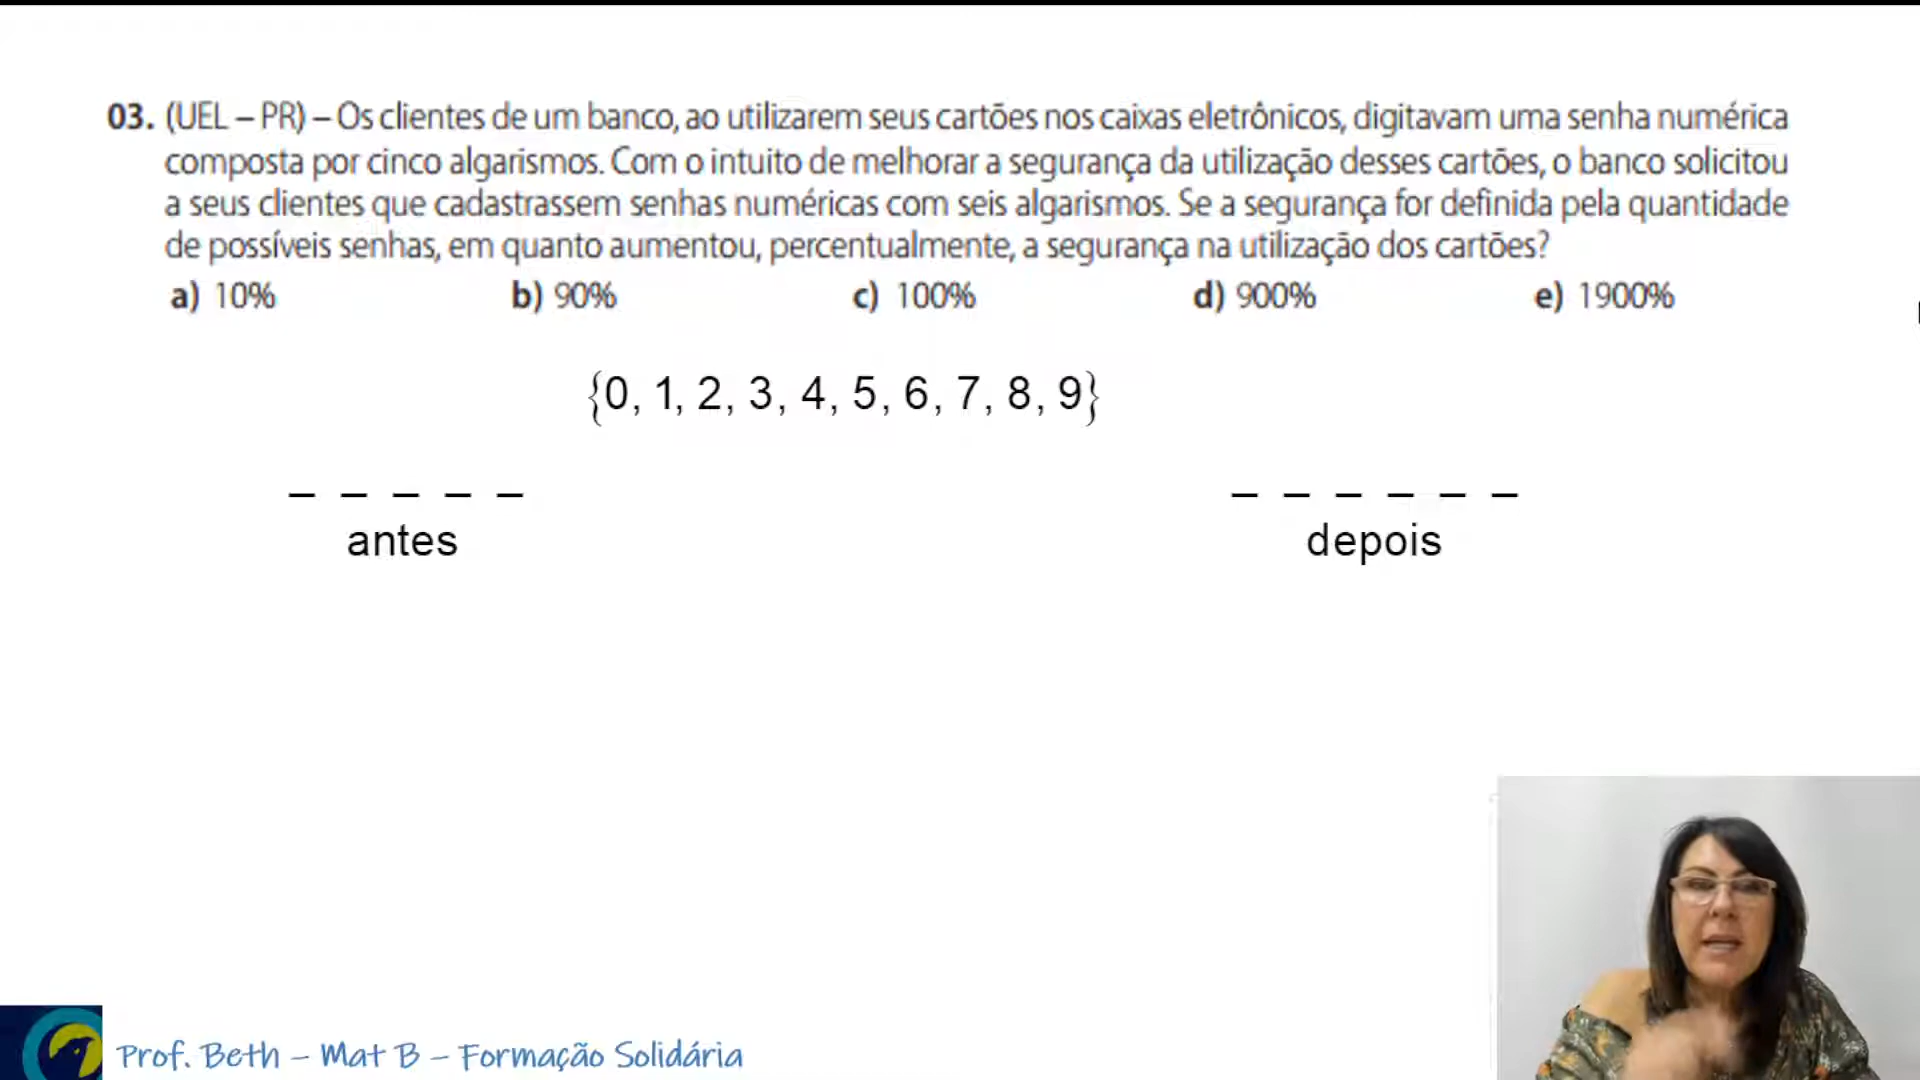 03. (UEL – PR) – Os clientes de um banco, ao utilizarem seus cartões nos caixas eletrônicos, digitavam uma senha numérica
composta por cinco algarismos. Com o intuito de melhorar a segurança da utilização desses cartões, o banco solicitou
a seus clientes que cadastrassem senhas numéricas com seis algarismos. Se a segurança for definida pela quantidade
de possíveis senhas, em quanto aumentou, percentualmente, a segurança na utilização dos cartões?
a) 10% b) 90% c) 100% d) 900% e) 1900%
{0, 1, 2, 3, 4, 5, 6, 7, 8, 9}
_ _ _ _ _ _ _ _ _ _ _
antes depois
Prof. Beth – Mat B – Formação Solidária